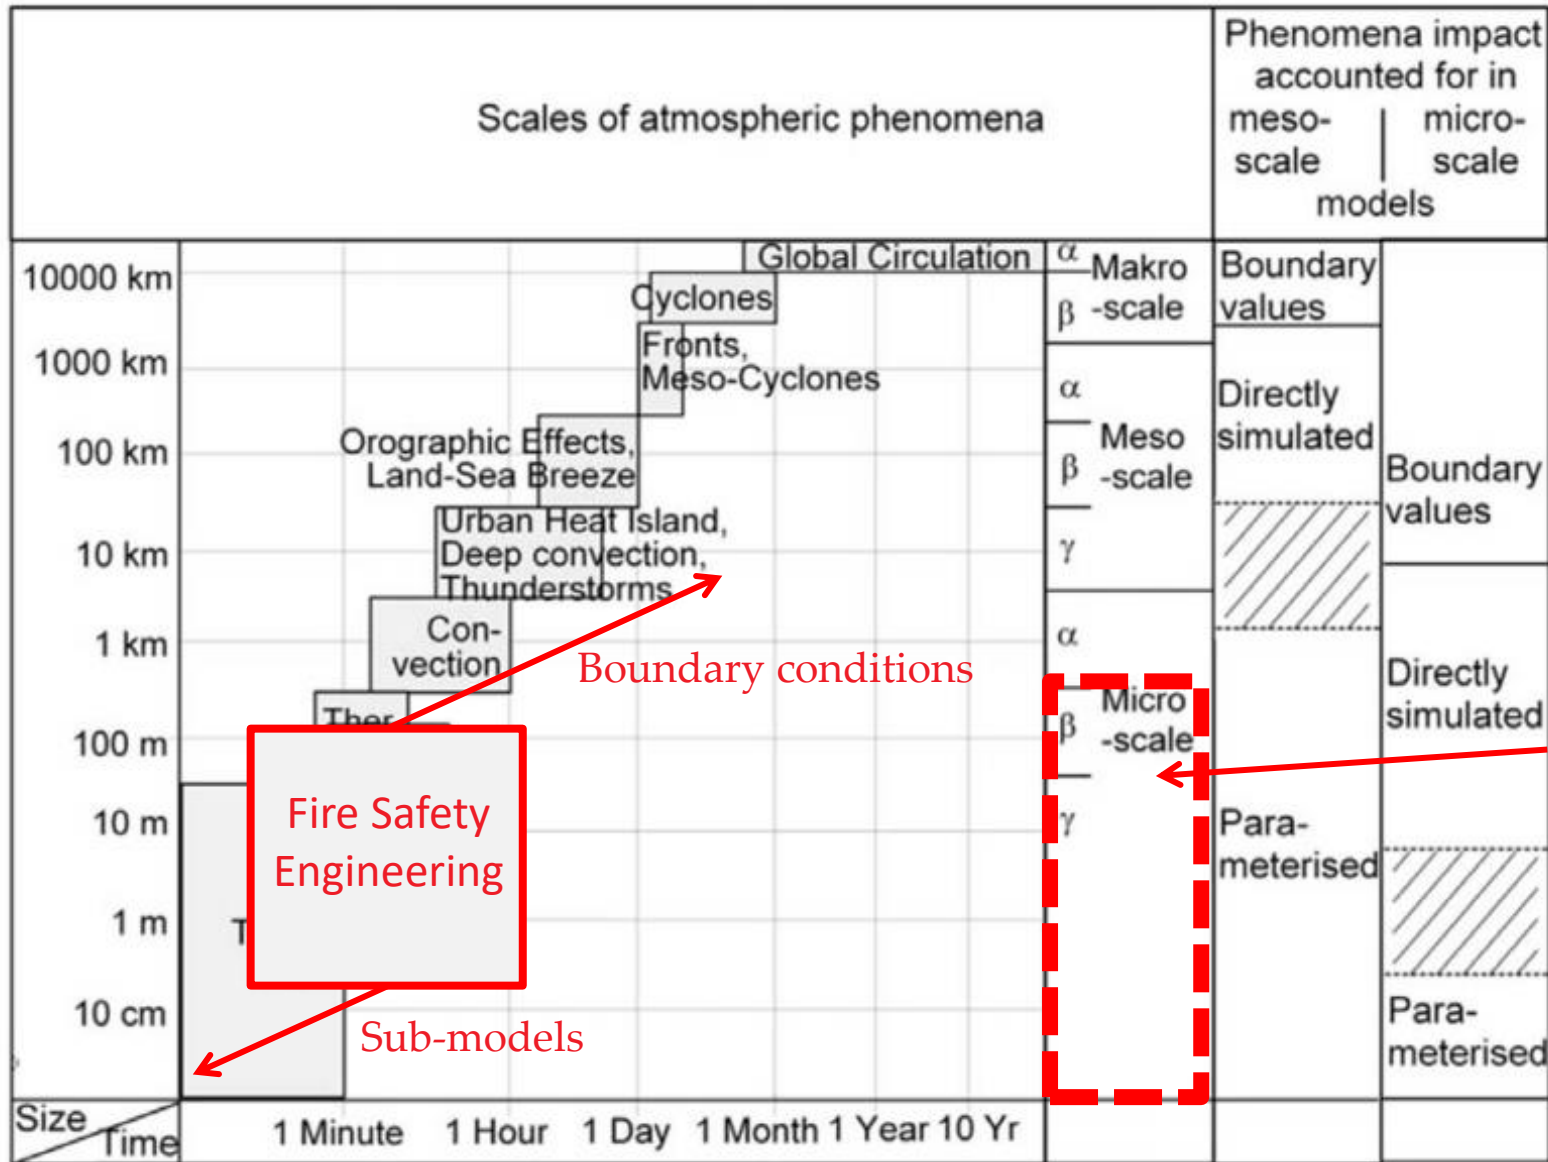 Scales of atmospheric phenomena
Phenomena impact
accounted for in
meso- | micro-
scale | scale
models
10000 km
1000 km
100 km
10 km
1 km
100 m
10 m
1 m
10 cm
Global Circulation
Cyclones
Fronts,
Meso-Cyclones
Orographic Effects,
Land-Sea Breeze
Urban Heat Island,
Deep convection,
Thunderstorms
Con-
vection
Ther
T
Fire Safety
Engineering
Boundary conditions
Sub-models
α Makro
β -scale
α
β Meso
-scale
γ
α
β Micro
-scale
γ
Boundary
values
Directly
simulated
Para-
meterised
Boundary
values
Directly
simulated
Para-
meterised
Size
Time
1 Minute 1 Hour 1 Day 1 Month 1 Year 10 Yr